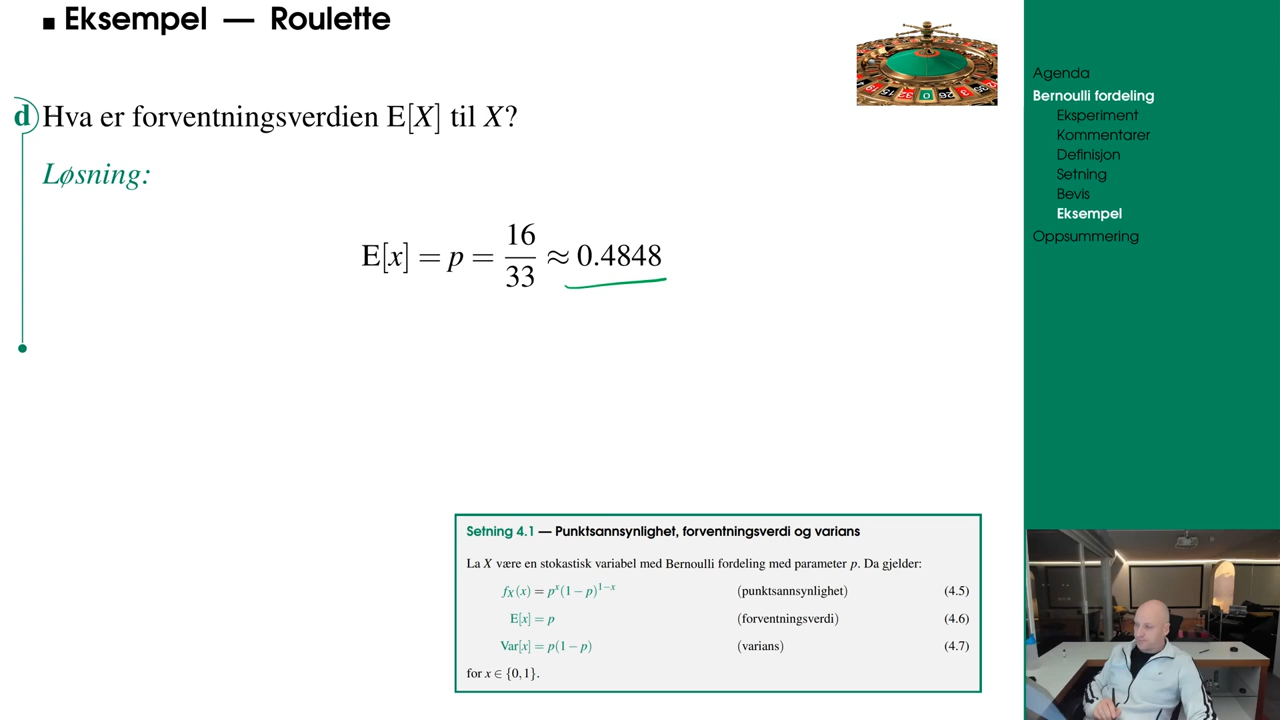 Eksempel — Roulette
d Hva er forventningsverdien E[X] til X?
Løsning:
E[x] = p = 16/33 ≈ 0.4848
Setning 4.1 — Punktsannsynlighet, forventningsverdi og varians
La X være en stokastisk variabel med Bernoulli fordeling med parameter p. Da gjelder:
f_X(x) = p^x(1 − p)^{1−x} (punktsannsynlighet) (4.5)
E[x] = p (forventningsverdi) (4.6)
Var[x] = p(1 − p) (varians) (4.7)
for x ∈ {0,1}.
Agenda
Bernoulli fordeling
Eksperiment
Kommentarer
Definisjon
Setning
Bevis
Eksempel
Oppsummering